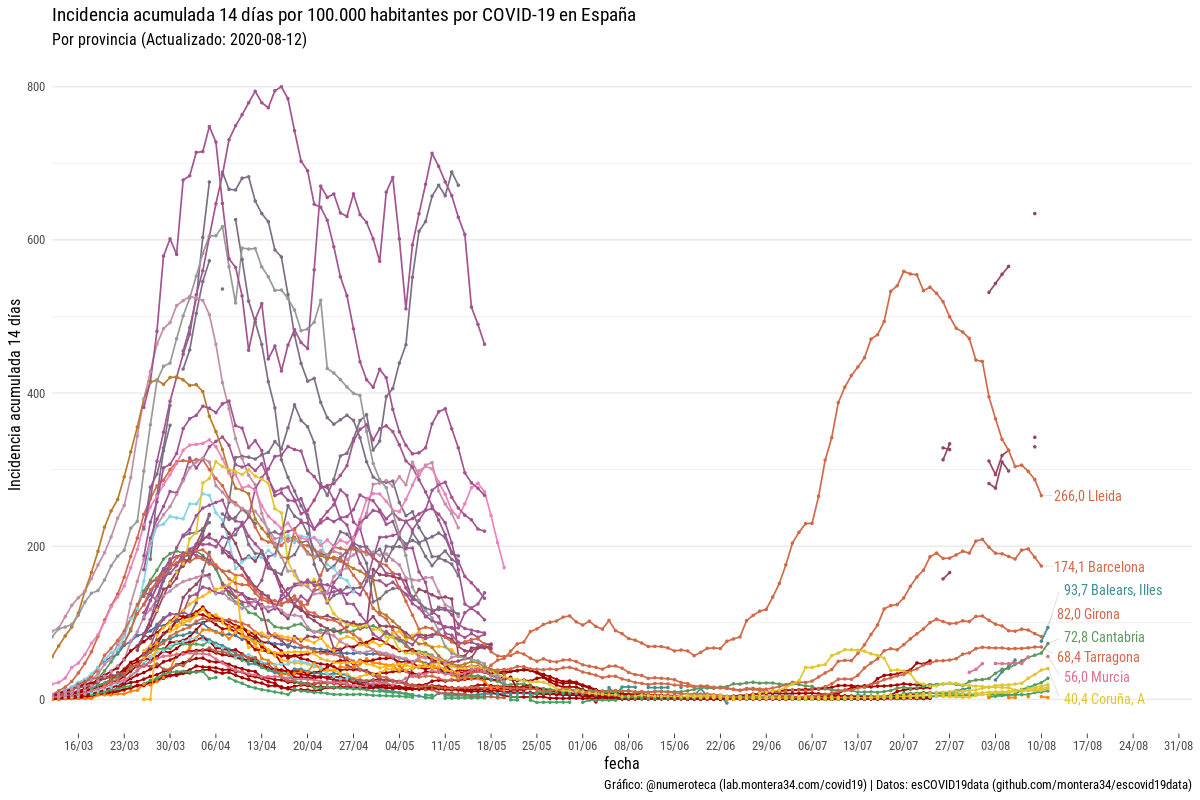 Incidencia acumulada 14 días por 100.000 habitantes por COVID-19 en España
Por provincia (Actualizado: 2020-08-12)
Incidencia acumulada 14 días
800
600
400
200
0
266,0 Lleida
174,1 Barcelona
93,7 Balears, Illes
82,0 Girona
72,8 Cantabria
68,4 Tarragona
56,0 Murcia
40,4 Coruña, A
16/03 23/03 30/03 06/04 13/04 20/04 27/04 04/05 11/05 18/05 25/05 01/06 08/06 15/06 22/06 29/06 06/07 13/07 20/07 27/07 03/08 10/08 17/08 24/08 31/08
fecha
Gráfico: @numeroteca (lab.montera34.com/covid19) | Datos: esCOVID19data (github.com/montera34/escovid19data)